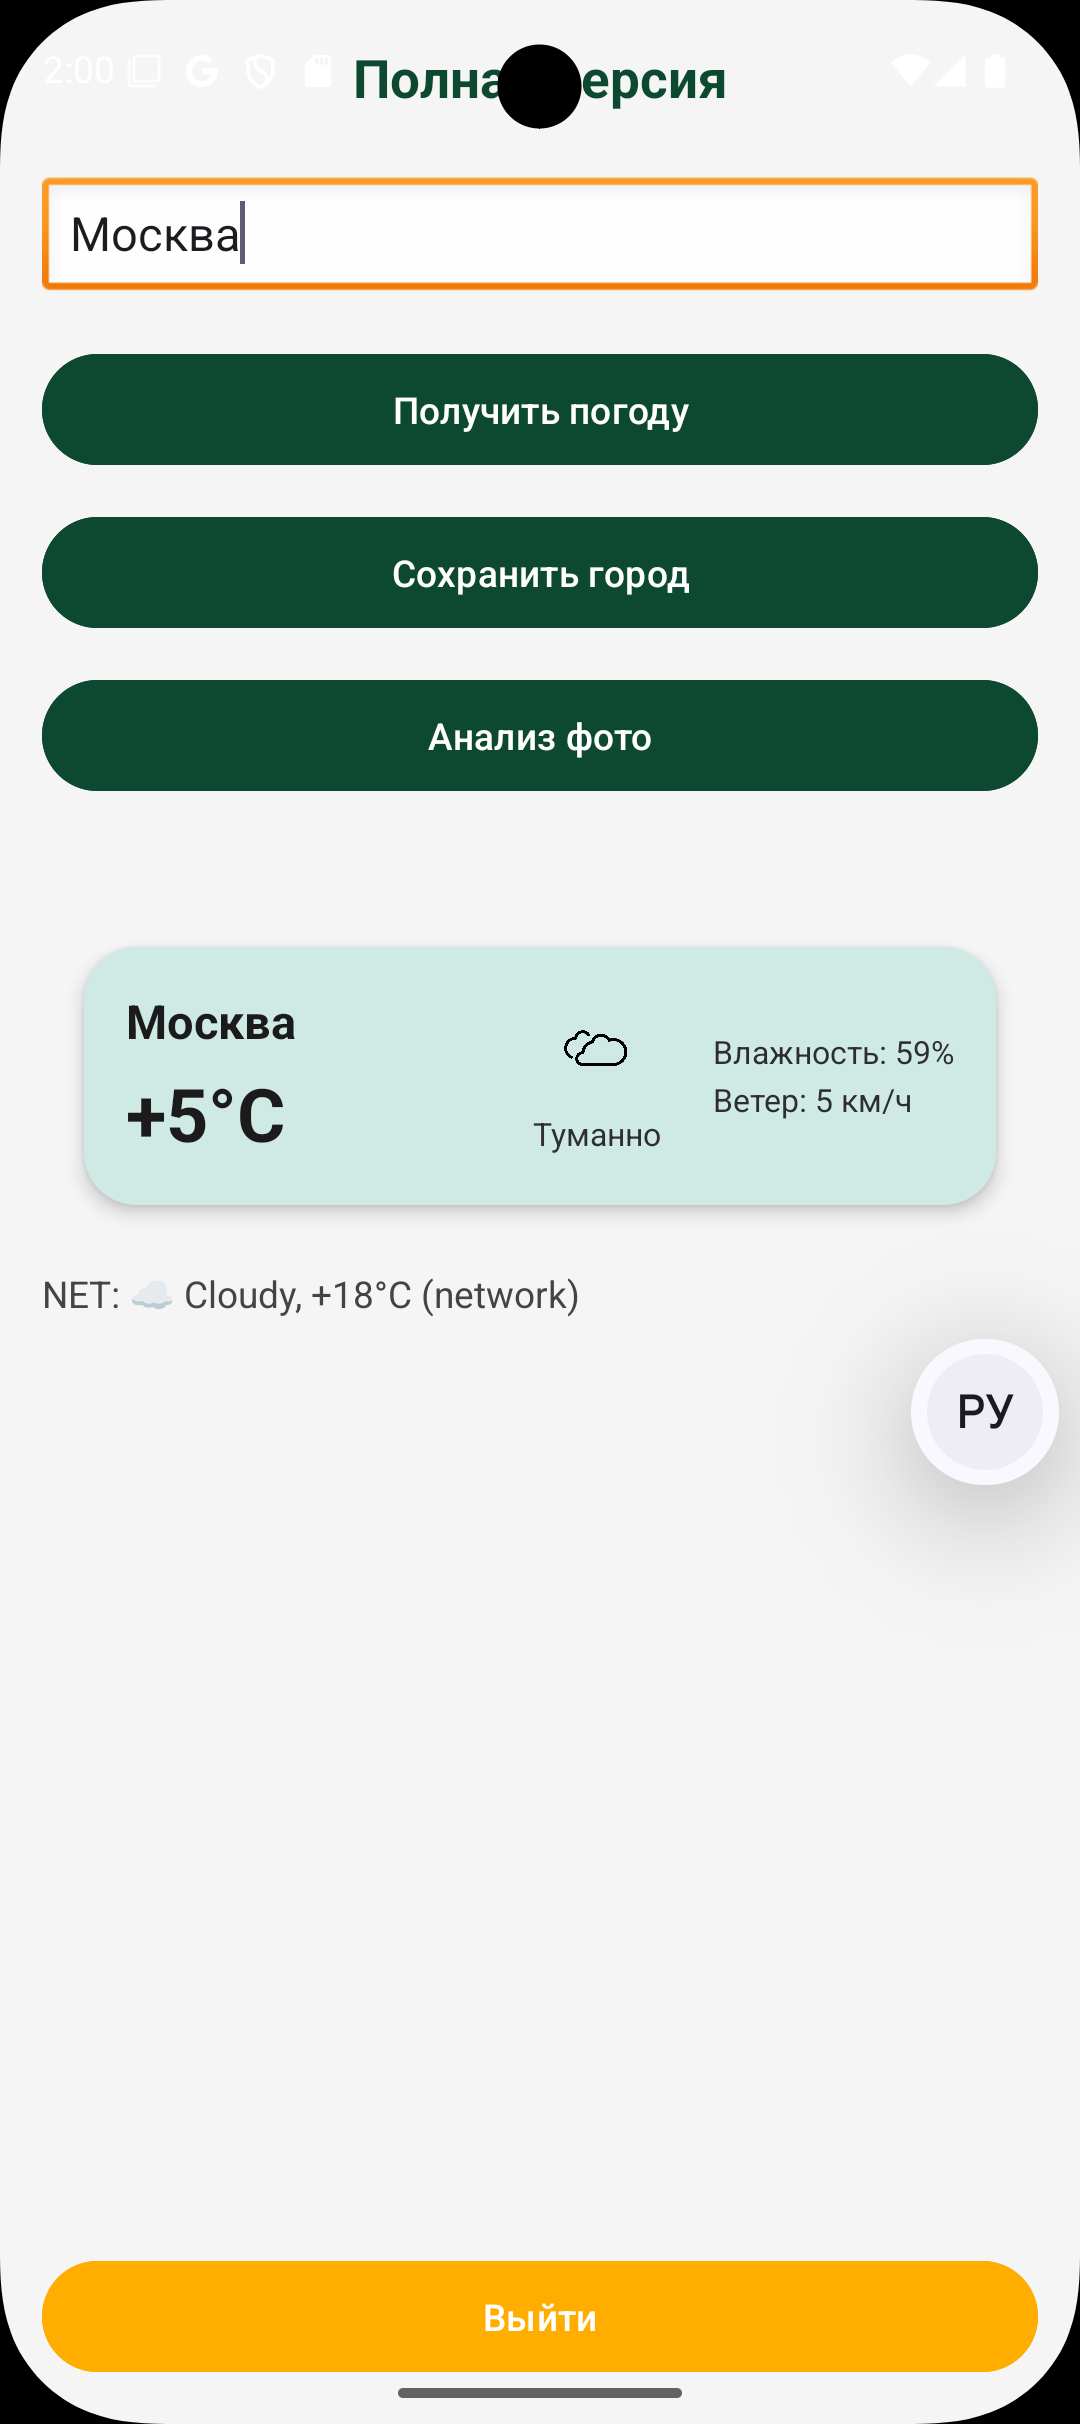 2:00
Полна ерсия
Москва
Получить погоду
Сохранить город
Анализ фото
Москва
+5°C
Туманно
Влажность: 59%
Ветер: 5 км/ч
NET: ☁️ Cloudy, +18°C (network)
РУ
Выйти